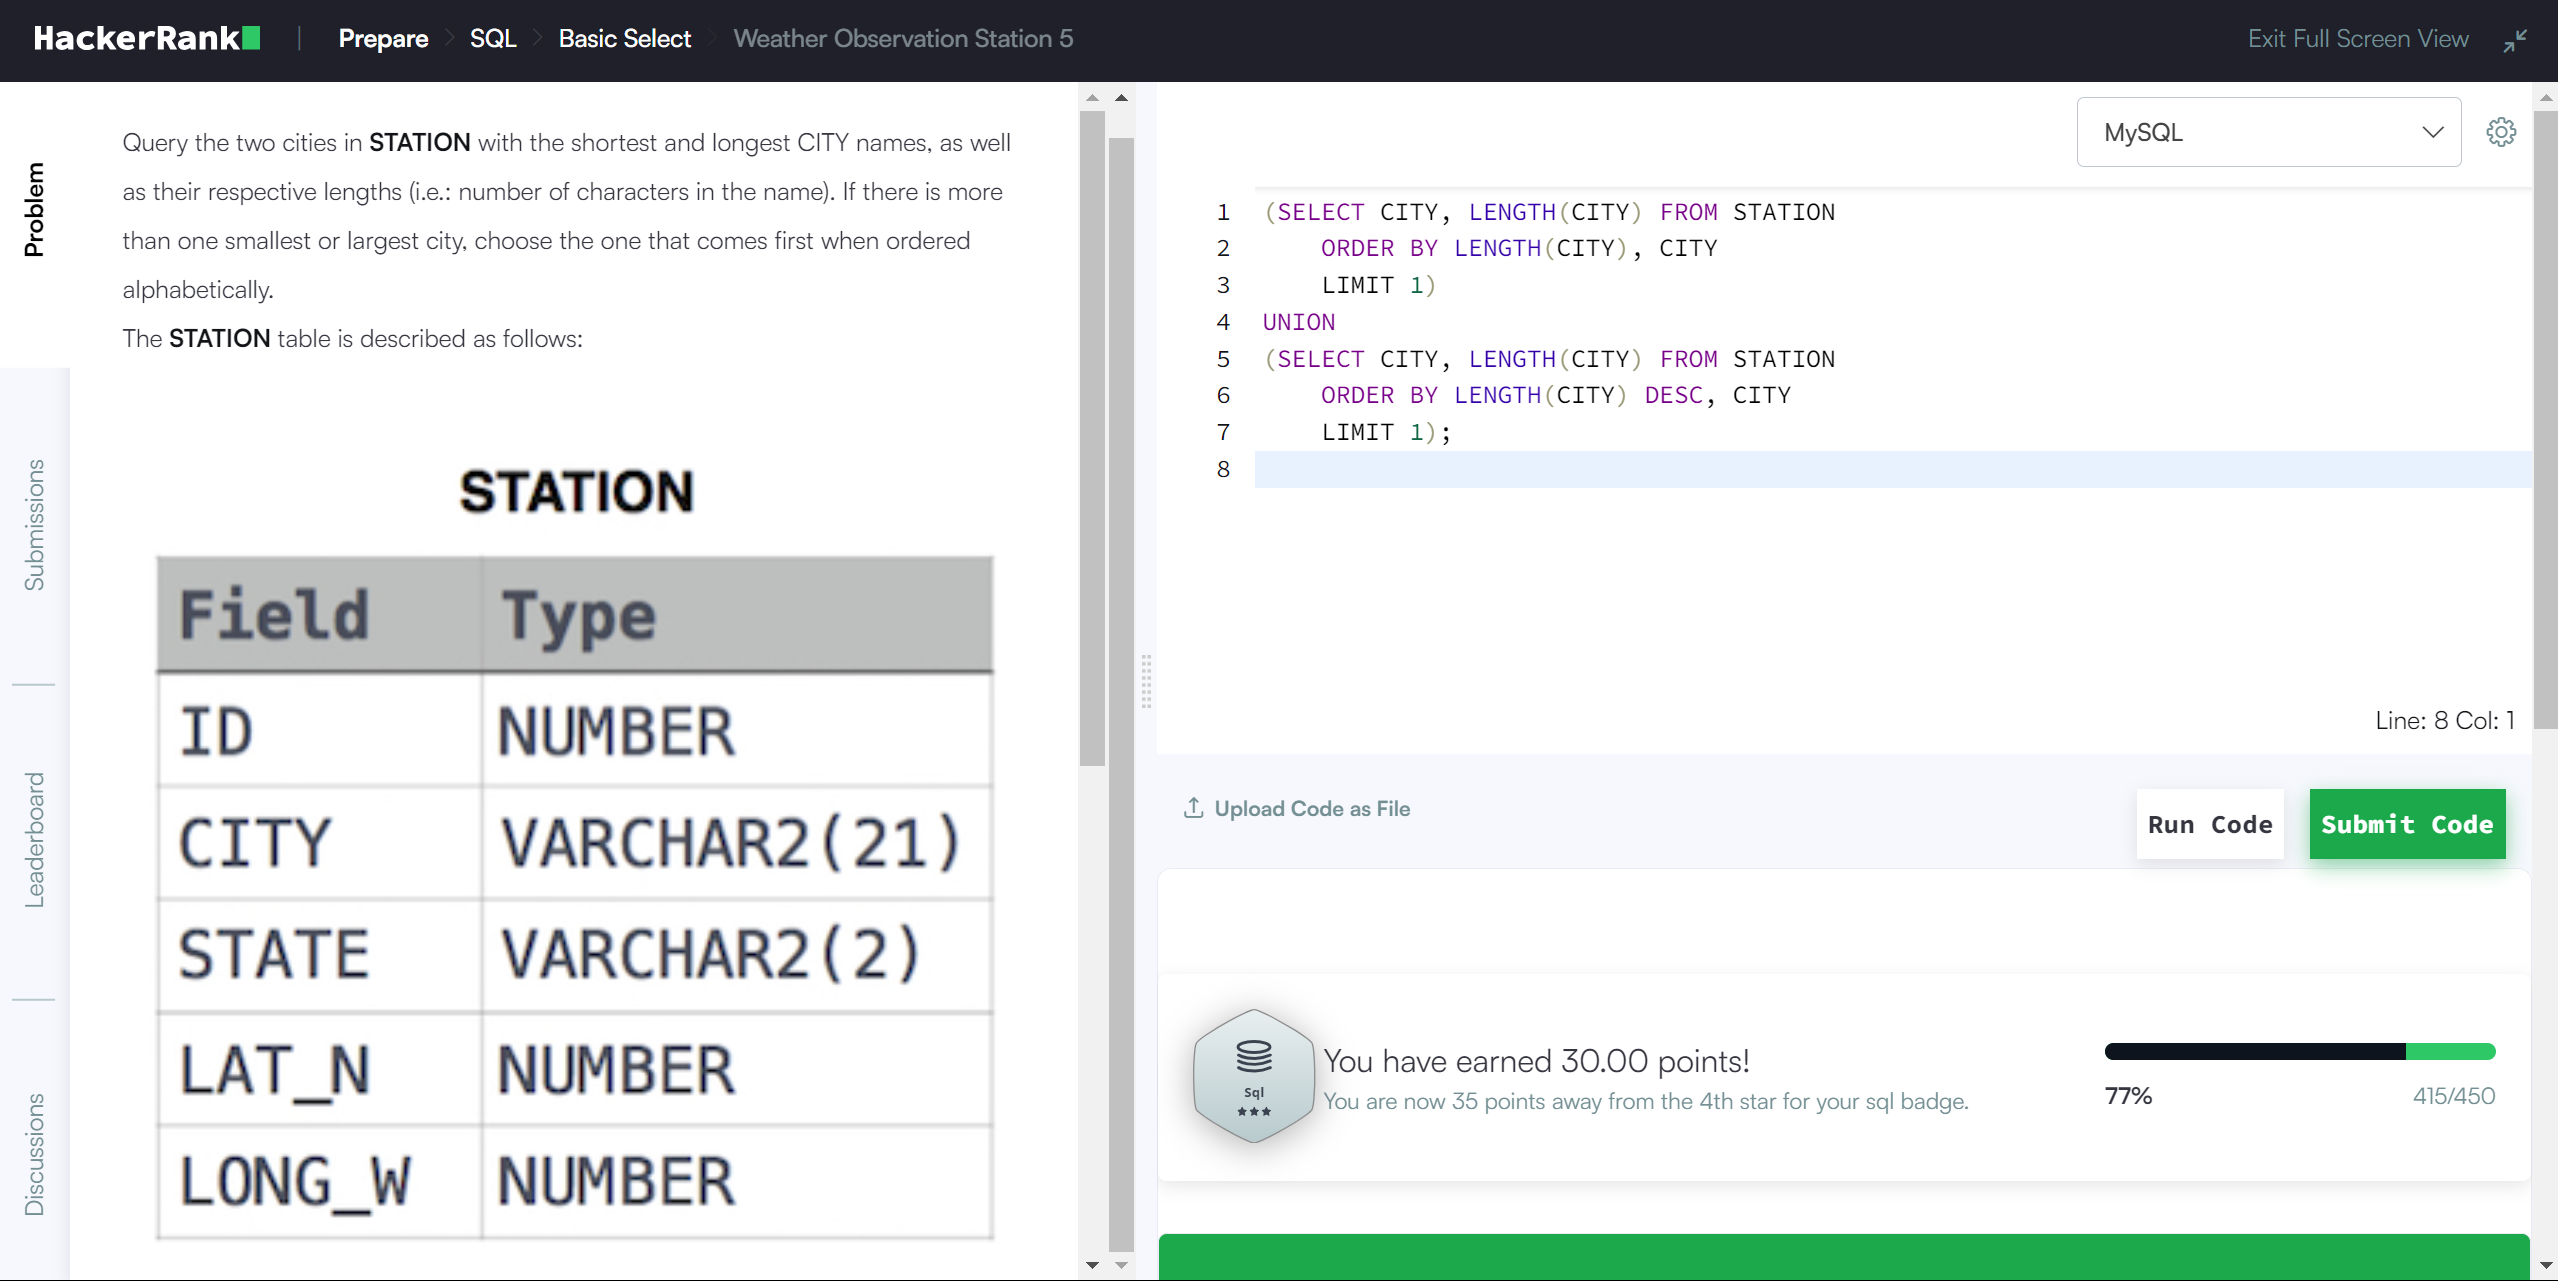 HackerRank | Prepare > SQL > Basic Select > Weather Observation Station 5 Exit Full Screen View
Problem
Submissions
Leaderboard
Discussions
Query the two cities in STATION with the shortest and longest CITY names, as well
as their respective lengths (i.e.: number of characters in the name). If there is more
than one smallest or largest city, choose the one that comes first when ordered
alphabetically.
The STATION table is described as follows:
STATION
Field Type
ID NUMBER
CITY VARCHAR2(21)
STATE VARCHAR2(2)
LAT_N NUMBER
LONG_W NUMBER
MySQL
1 (SELECT CITY, LENGTH(CITY) FROM STATION
2 ORDER BY LENGTH(CITY), CITY
3 LIMIT 1)
4 UNION
5 (SELECT CITY, LENGTH(CITY) FROM STATION
6 ORDER BY LENGTH(CITY) DESC, CITY
7 LIMIT 1);
8
Line: 8 Col: 1
Upload Code as File
Run Code
Submit Code
Sql
You have earned 30.00 points!
You are now 35 points away from the 4th star for your sql badge.
77% 415/450